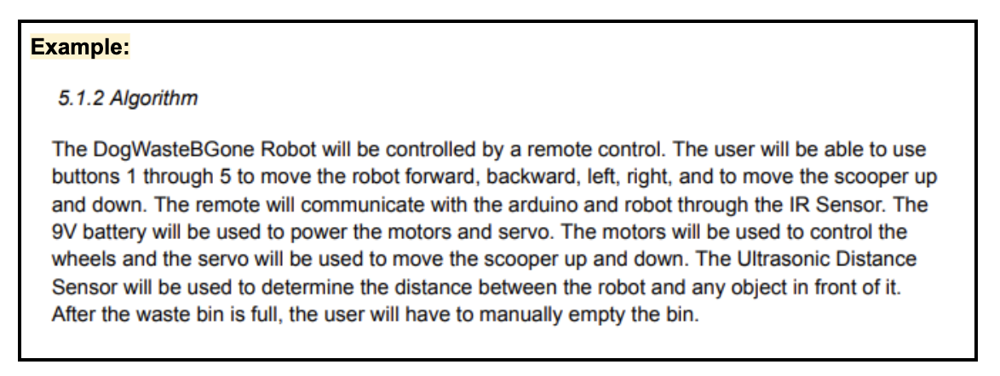 Example:
5.1.2 Algorithm
The DogWasteBGone Robot will be controlled by a remote control. The user will be able to use
buttons 1 through 5 to move the robot forward, backward, left, right, and to move the scooper up
and down. The remote will communicate with the arduino and robot through the IR Sensor. The
9V battery will be used to power the motors and servo. The motors will be used to control the
wheels and the servo will be used to move the scooper up and down. The Ultrasonic Distance
Sensor will be used to determine the distance between the robot and any object in front of it.
After the waste bin is full, the user will have to manually empty the bin.